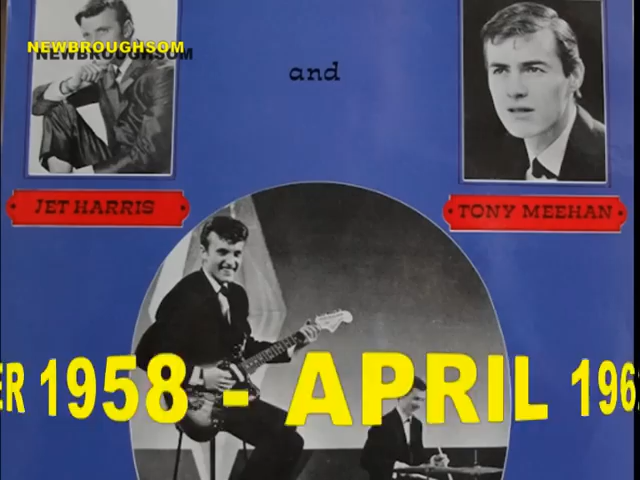 NEWBROUGHSOM
and
JET HARRIS
TONY MEEHAN
ER 1958 - APRIL 196